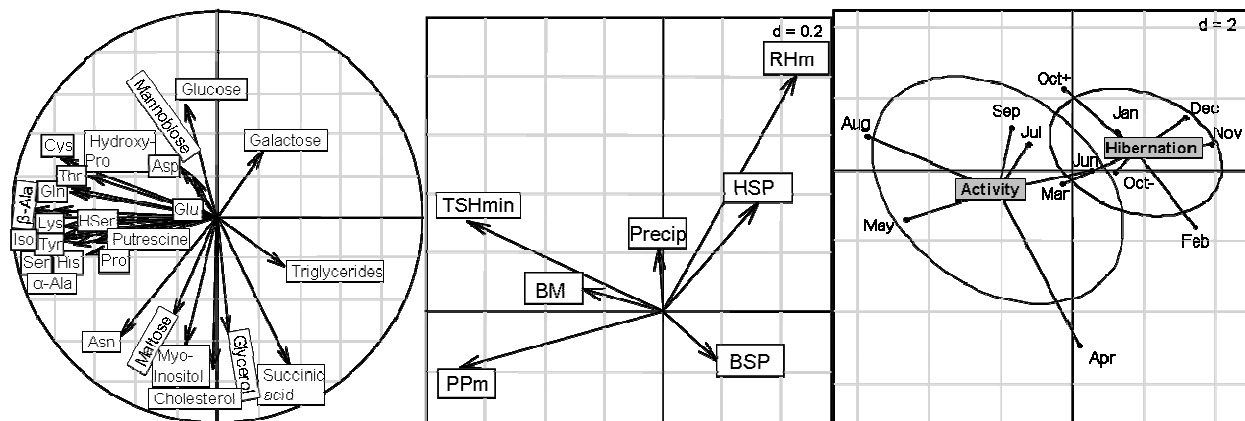 Glucose
Mannobiose
Galactose
Cys
Hydroxy-
Pro
Asp
Thr
Gln
β-Ala
Glu
Lys
HSer
Iso
Tyr
Putrescine
Ser
His
Pro
α-Ala
Triglycerides
Asn
Maltose
Myo-
Inositol
Glycerol
Succinic
acid
Cholesterol
d = 0.2
RHm
HSP
TSHmin
Precip
BM
BSP
PPm
d = 2
Oct+
Jan
Dec
Aug
Sep
Jul
Nov
Hibernation
Jun
Activity
Mar
Oct-
May
Feb
Apr